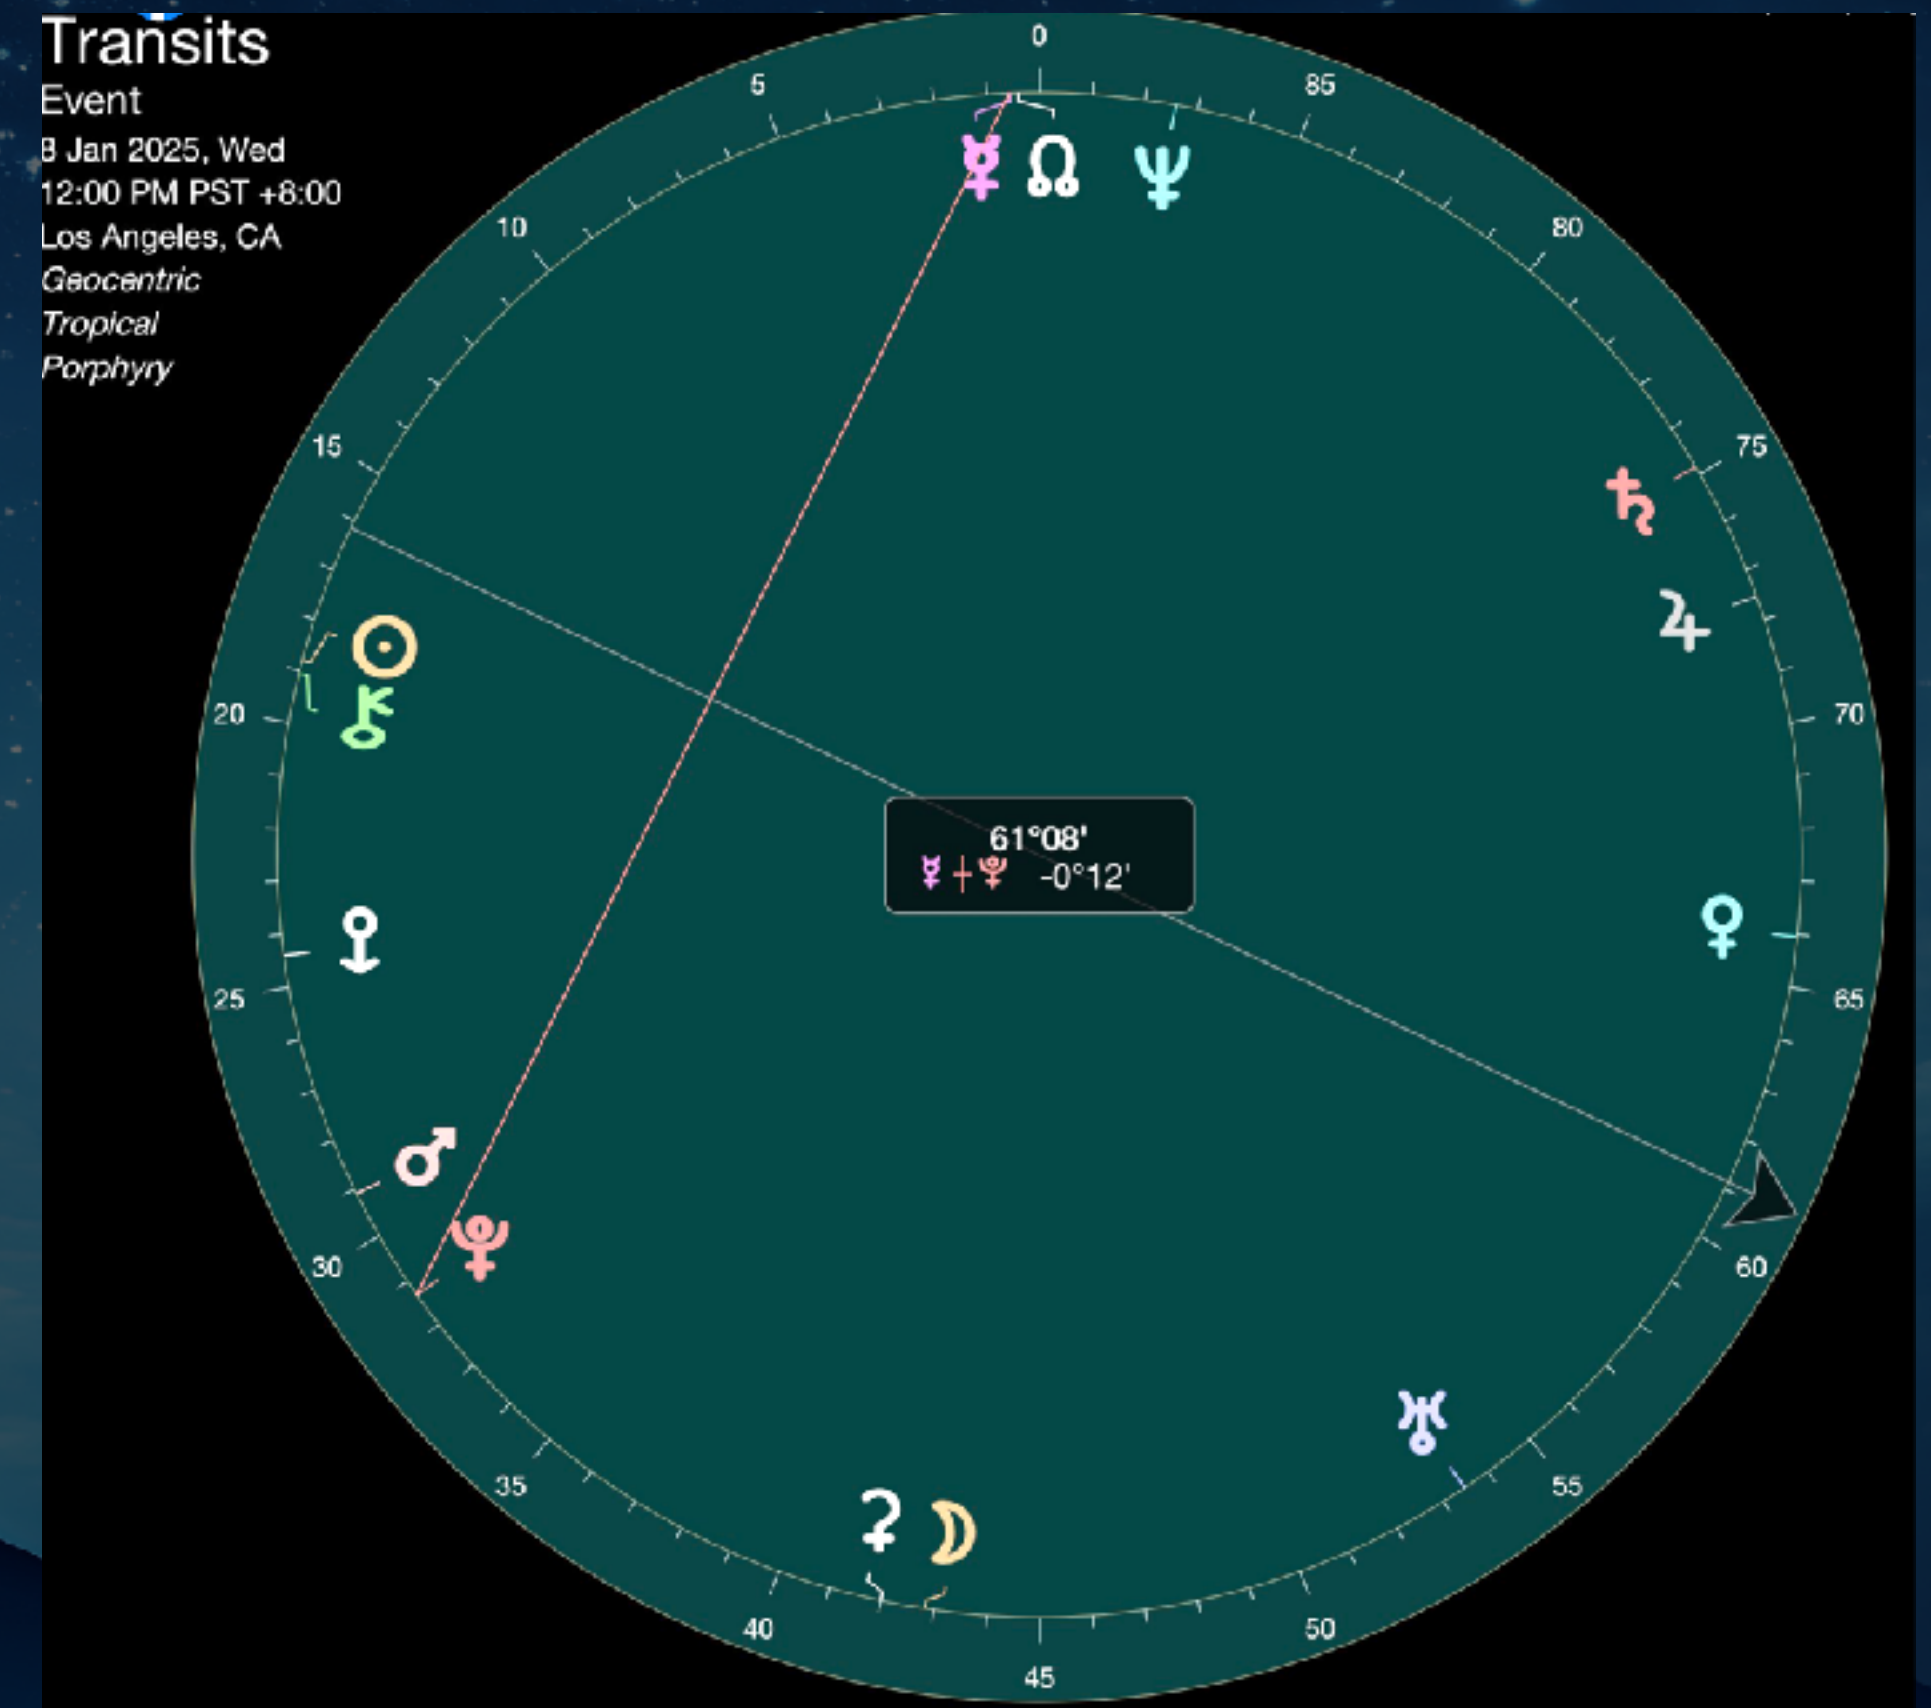 Transits
Event
8 Jan 2025, Wed
12:00 PM PST +8:00
Los Angeles, CA
Geocentric
Tropical
Porphyry
0
5
85
10
80
15
75
20
70
25
65
30
60
35
55
40
50
45
61°08'
☿ ┼ -0°12'